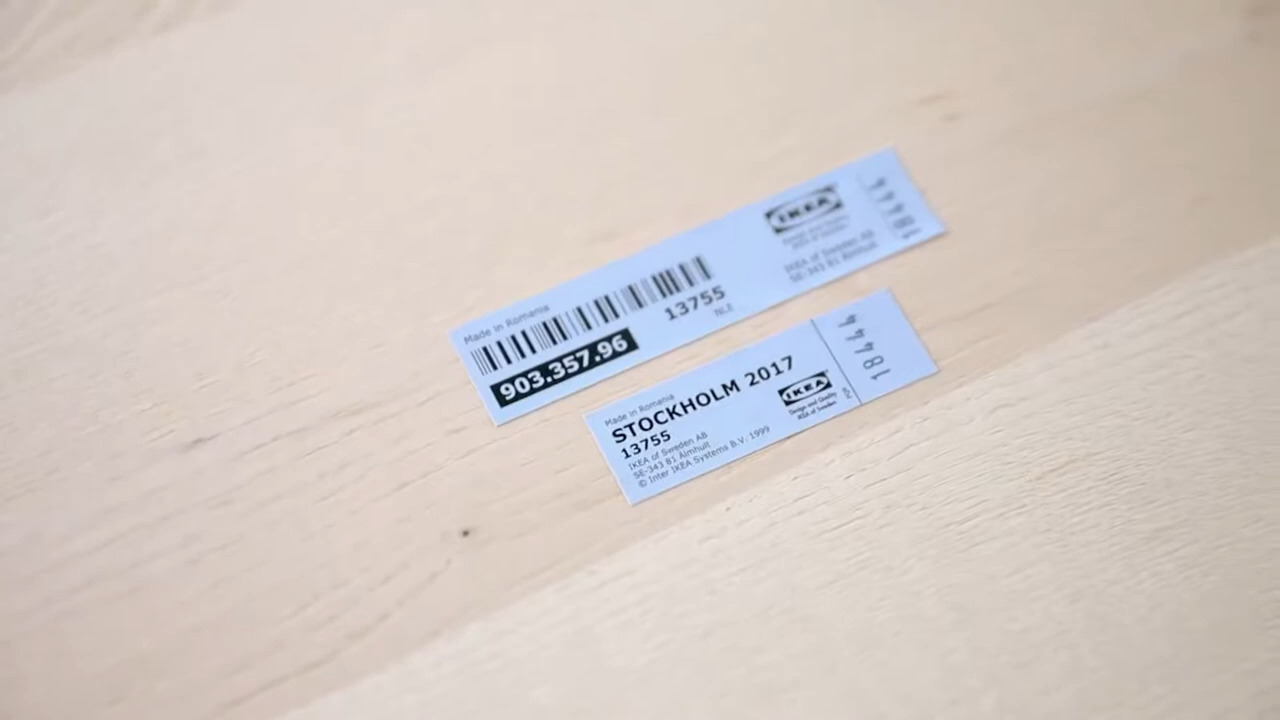 Made in Romania
903.357.96
13755
NLE
IKEA
IKEA of Sweden AB
SE-343 81 Älmhult
Made in Romania
STOCKHOLM 2017
13755
IKEA of Sweden AB
SE-343 81 Älmhult
© Inter IKEA Systems B.V. 1999
IKEA
Design and Quality
IKEA of Sweden
1844